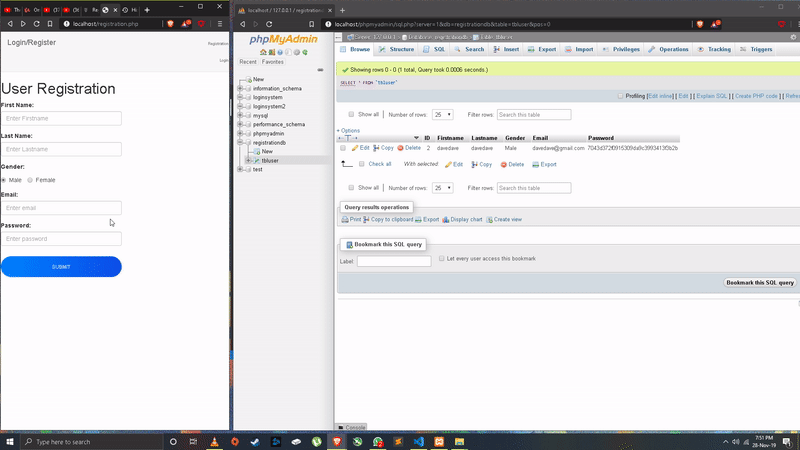 localhost/registration.php
Login/Register
Registration
Login
User Registration
First Name:
Enter Firstname
Last Name:
Enter Lastname
Gender:
Male Female
Email:
Enter email
Password:
Enter password
SUBMIT
localhost / 127.0.0.1 / registration
localhost/phpmyadmin/sql.php?server=1&db=registrationdb&table=tbluser&pos=0
phpMyAdmin
Recent Favorites
New
information_schema
loginsystem
loginsystem2
mysql
performance_schema
phpmyadmin
registrationdb
New
tbluser
test
Browse Structure SQL Search Insert Export Import Privileges Operations Tracking Triggers
Showing rows 0 - 0 (1 total, Query took 0.0006 seconds.)
SELECT * FROM `tbluser`
Profiling [Edit inline] [ Edit ] [ Explain SQL ] [ Create PHP code ] [ Refre
Show all Number of rows: 25 Filter rows: Search this table
+ Options
ID Firstname Lastname Gender Email Password
Edit Copy Delete 2 davedave davedave Male davedave@gmail.com
Check all With selected: Edit Copy Delete Export
Show all Number of rows: 25 Filter rows: Search this table
Query results operations
Print Copy to clipboard Export Display chart Create view
Bookmark this SQL query
Label: Let every user access this bookmark
Bookmark this SQL query
Console
Type here to search
7:51 PM
28-Nov-19